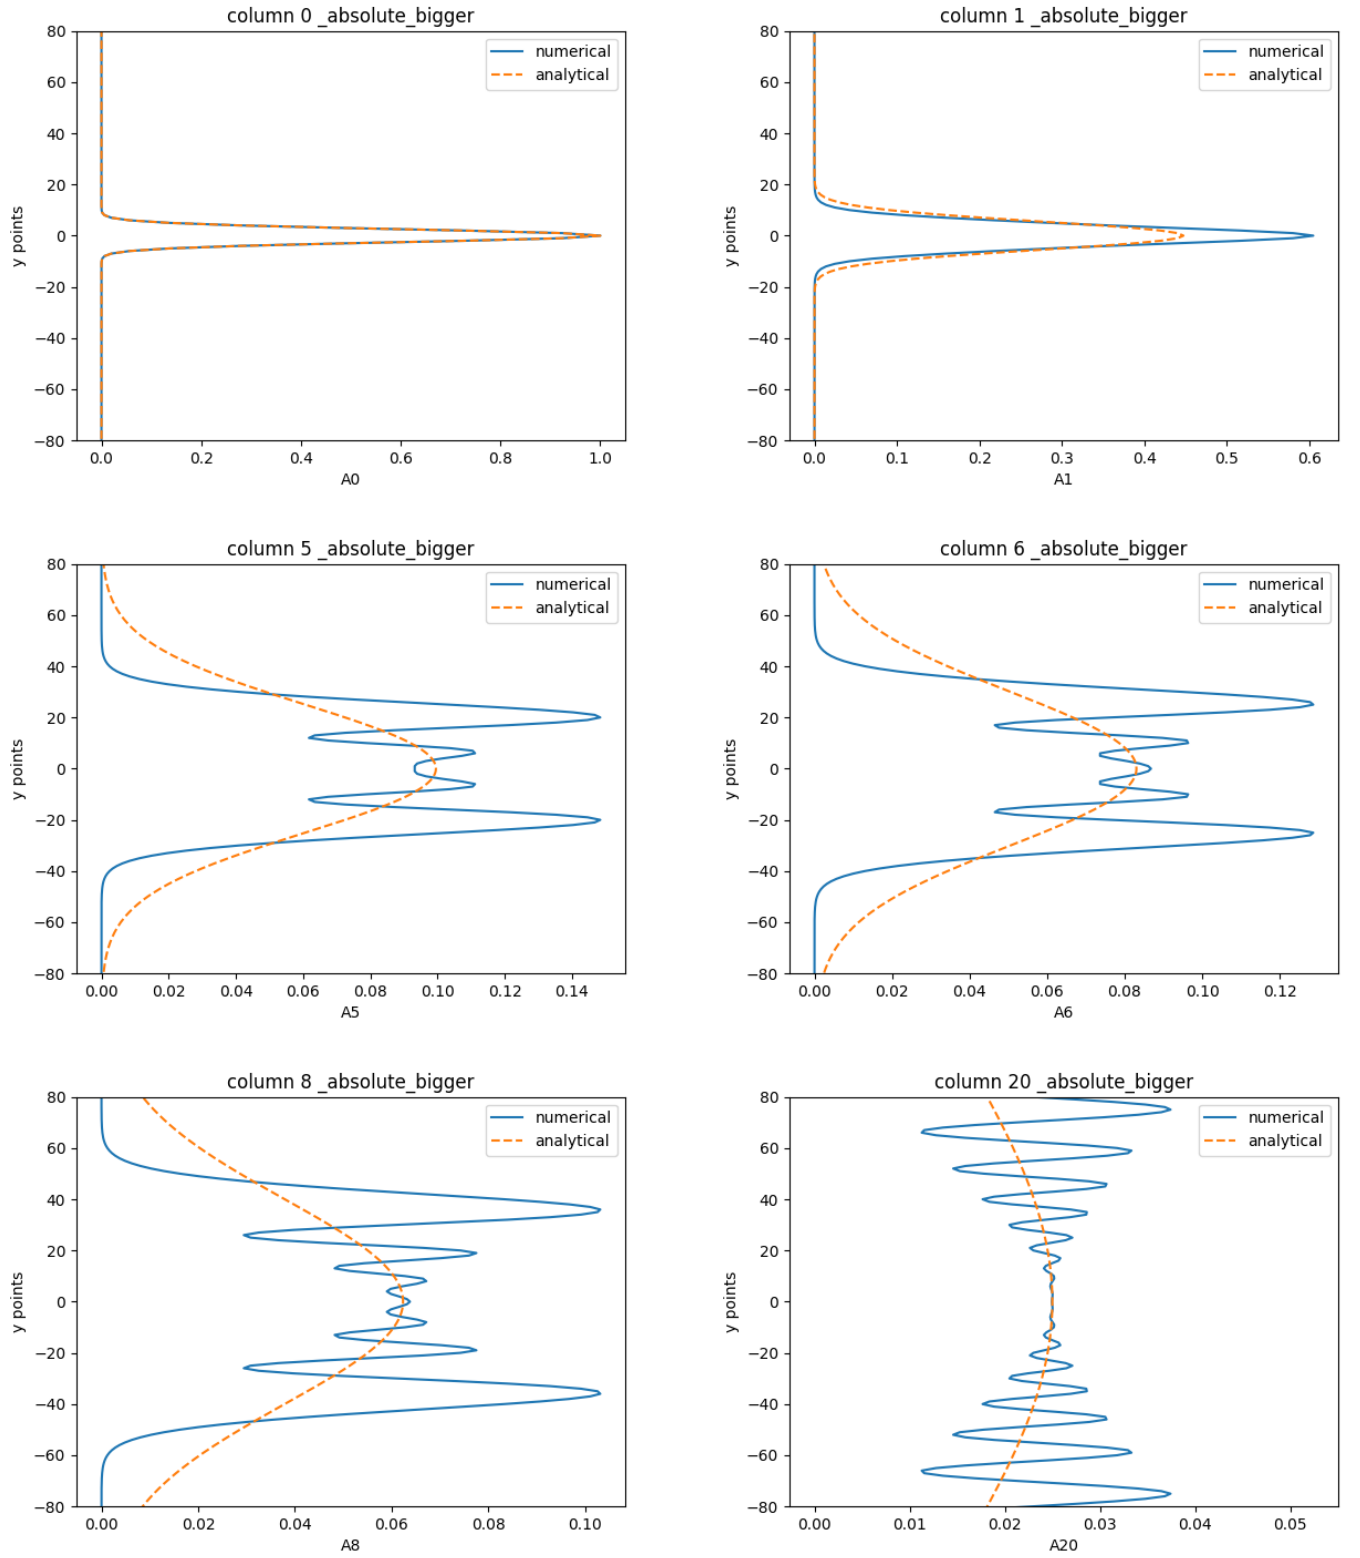 column 0 _absolute_bigger
80
60
40
20
0
−20
−40
−60
−80
y points
numerical
analytical
0.0 0.2 0.4 0.6 0.8 1.0
A0
column 1 _absolute_bigger
80
60
40
20
0
−20
−40
−60
−80
y points
numerical
analytical
0.0 0.1 0.2 0.3 0.4 0.5 0.6
A1
column 5 _absolute_bigger
80
60
40
20
0
−20
−40
−60
−80
y points
numerical
analytical
0.00 0.02 0.04 0.06 0.08 0.10 0.12 0.14
A5
column 6 _absolute_bigger
80
60
40
20
0
−20
−40
−60
−80
y points
numerical
analytical
0.00 0.02 0.04 0.06 0.08 0.10 0.12
A6
column 8 _absolute_bigger
80
60
40
20
0
−20
−40
−60
−80
y points
numerical
analytical
0.00 0.02 0.04 0.06 0.08 0.10
A8
column 20 _absolute_bigger
80
60
40
20
0
−20
−40
−60
−80
y points
numerical
analytical
0.00 0.01 0.02 0.03 0.04 0.05
A20